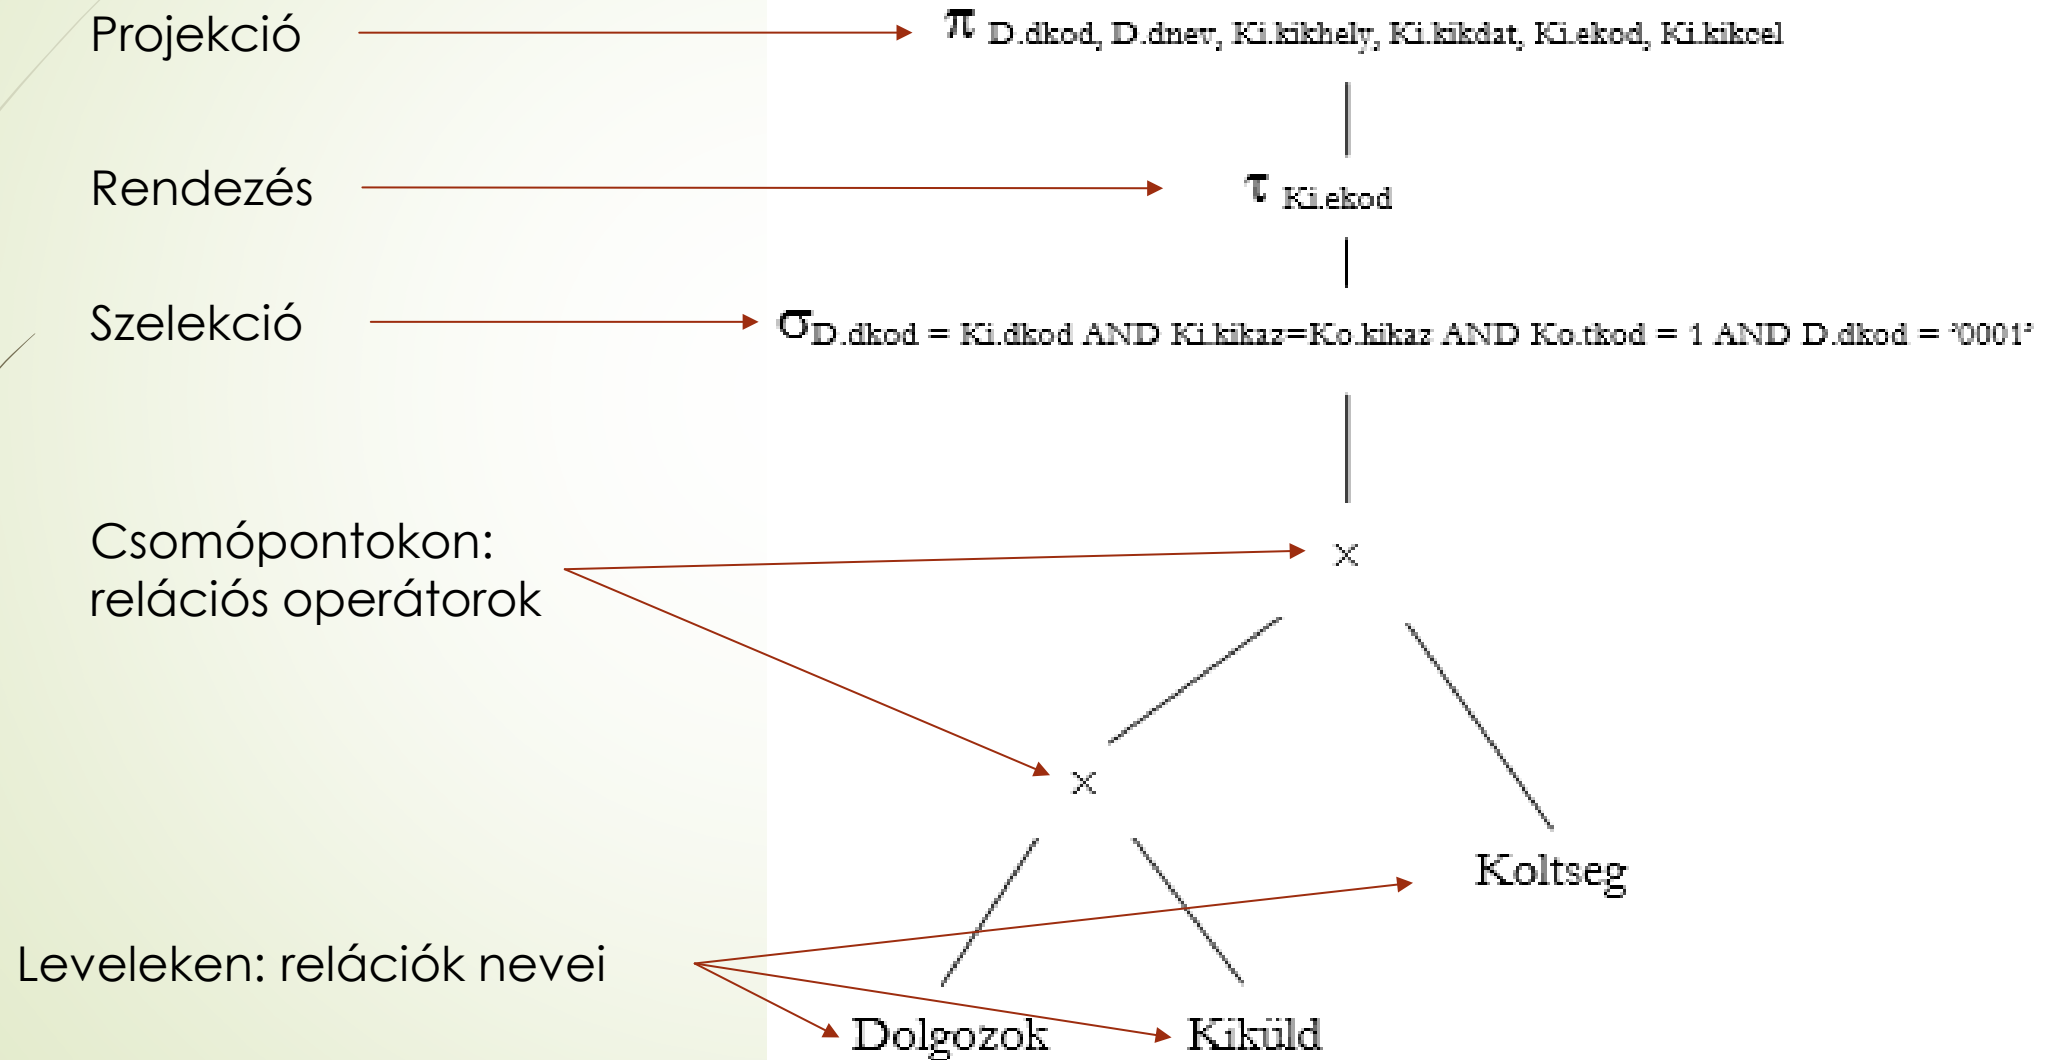 Projekció
π D.dkod, D.dnev, Ki.kikhely, Ki.kikdat, Ki.ekod, Ki.kikcel
Rendezés
τ Ki.ekod
Szelekció
σ D.dkod = Ki.dkod AND Ki.kikaz=Ko.kikaz AND Ko.tkod = 1 AND D.dkod = '0001'
Csomópontokon:
relációs operátorok
×
×
Koltseg
Leveleken: relációk nevei
Dolgozok
Kiküld